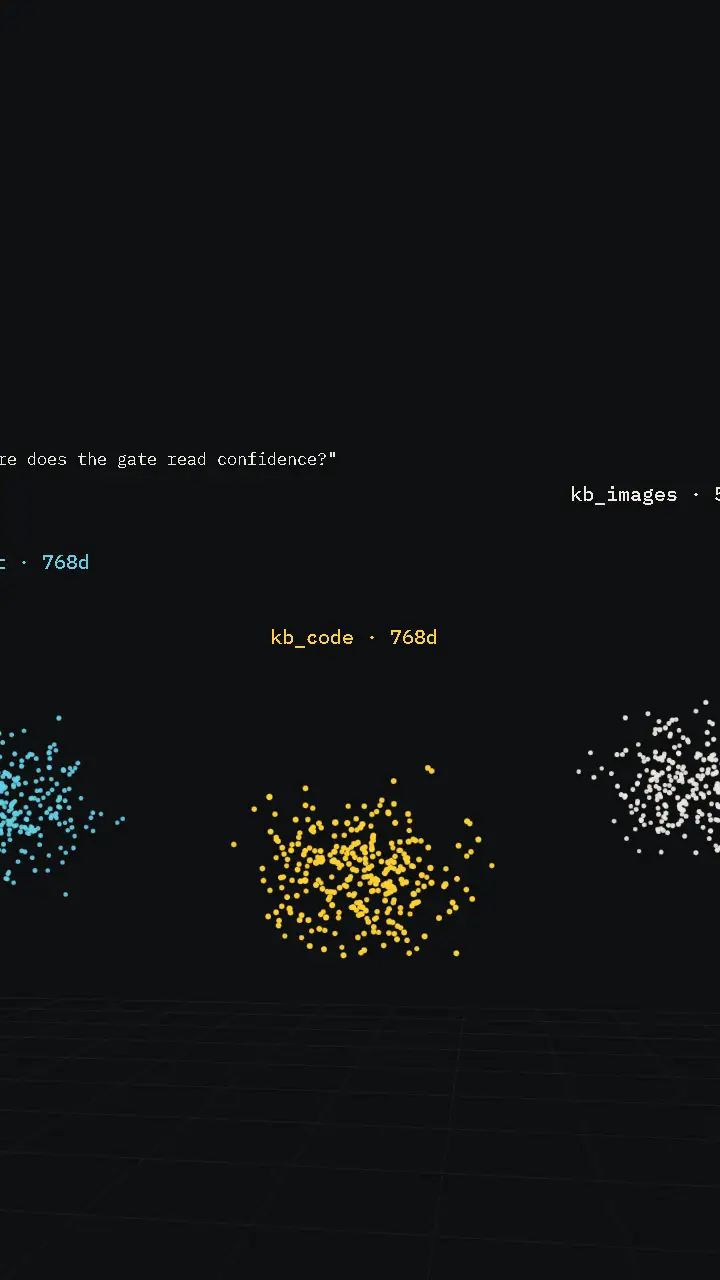 re does the gate read confidence?"
kb_images · 5
t · 768d
kb_code · 768d